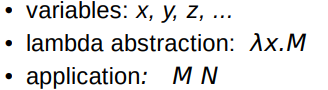 • variables: x, y, z, ...
• lambda abstraction: λx.M
• application: M N